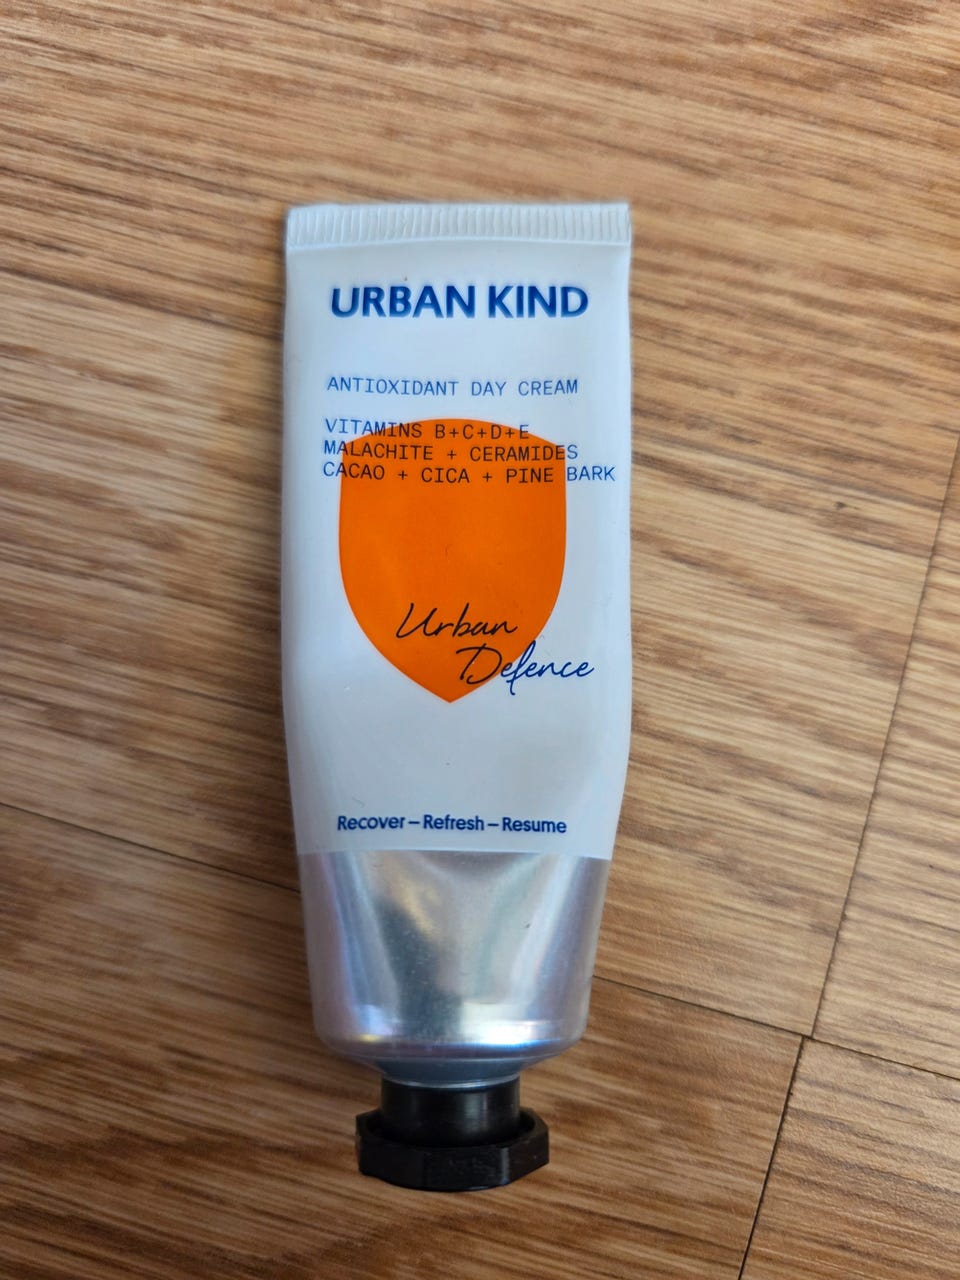 URBAN KIND
ANTIOXIDANT DAY CREAM
VITAMINS B+C+D+E
MALACHITE + CERAMIDES
CACAO + CICA + PINE BARK
Urban
Defence
Recover – Refresh – Resume